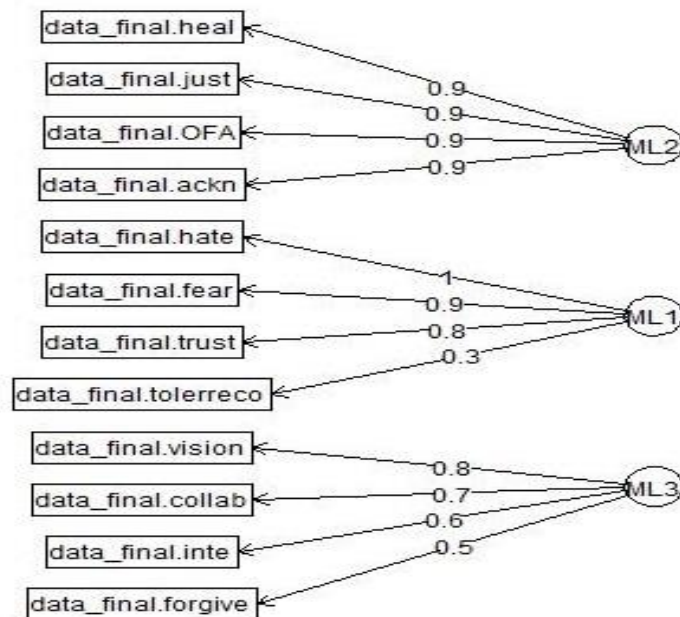 data_final.heal
0.9
data_final.just
0.9
data_final.OFA
0.9
ML2
data_final.ackn
0.9
data_final.hate
1
data_final.fear
0.9
ML1
data_final.trust
0.8
0.3
data_final.tolerreco
data_final.vision
0.8
data_final.collab
0.7
ML3
data_final.inte
0.6
0.5
data_final.forgive